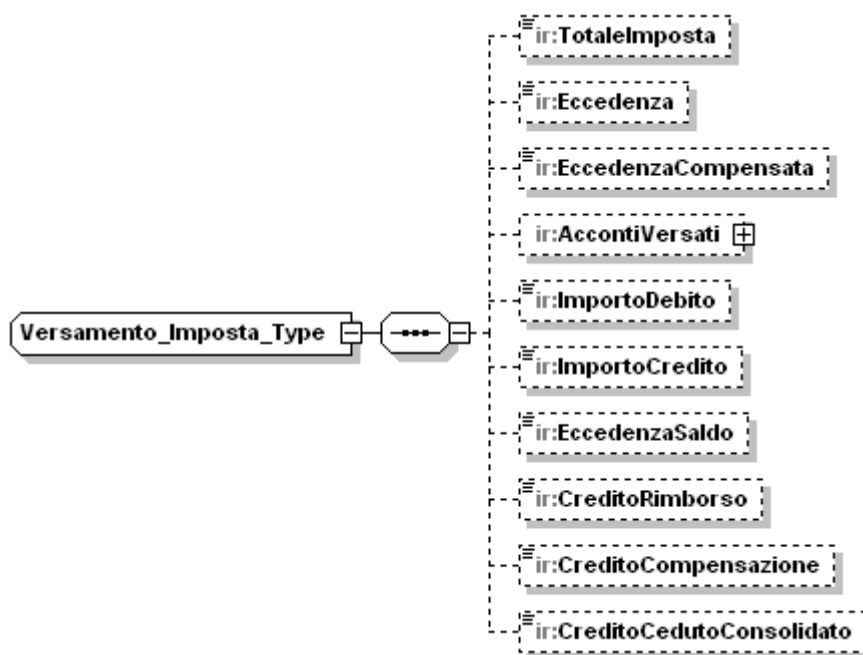 ir:TotaleImposta
ir:Eccedenza
ir:EccedenzaCompensata
ir:AccontiVersati
ir:ImportoDebito
Versamento_Imposta_Type
ir:ImportoCredito
ir:EccedenzaSaldo
ir:CreditoRimborso
ir:CreditoCompensazione
ir:CreditoCedutoConsolidato